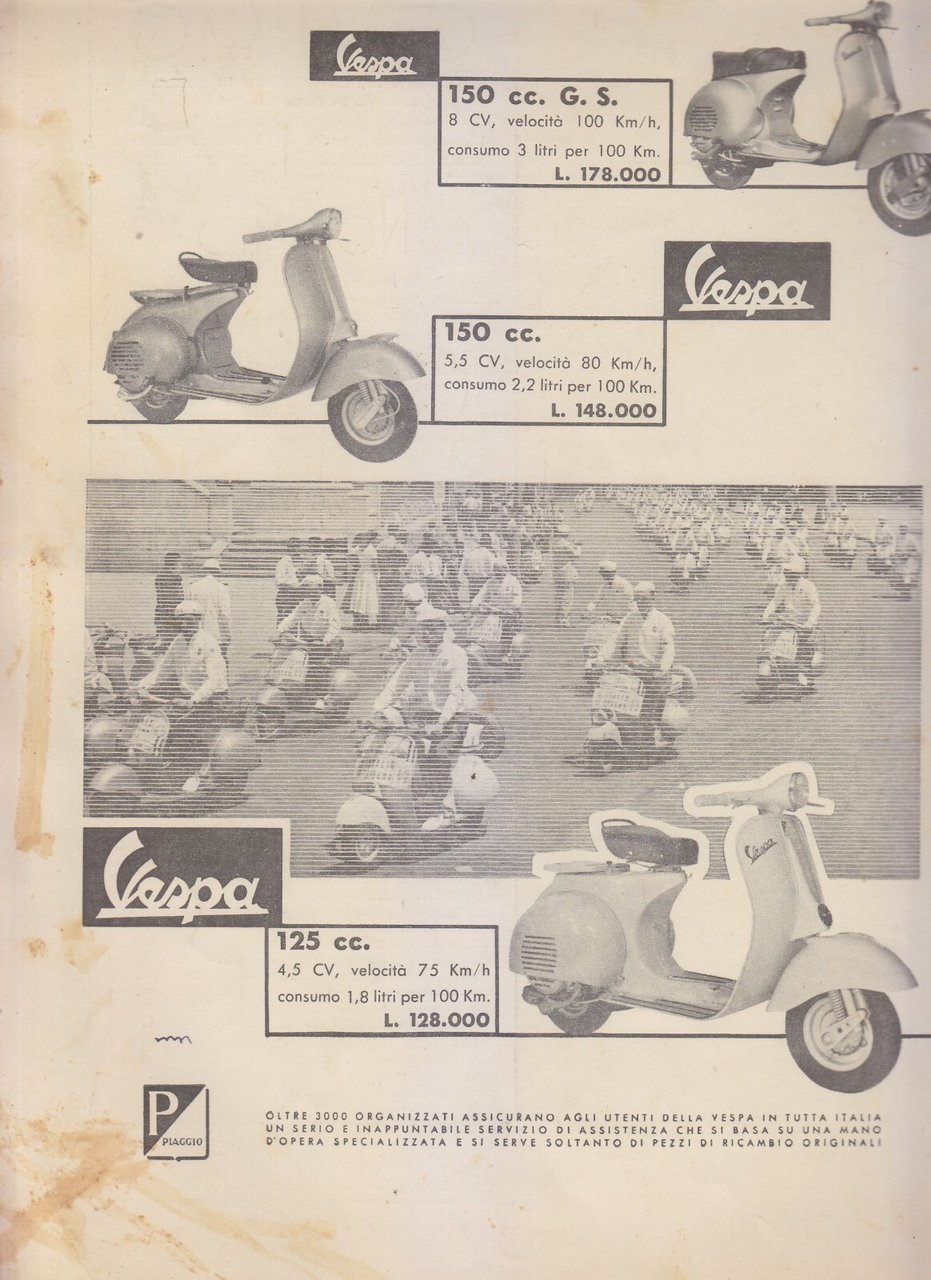 Vespa
150 cc. G. S.
8 CV, velocità 100 Km/h,
consumo 3 litri per 100 Km.
L. 178.000
Vespa
Vespa
150 cc.
5,5 CV, velocità 80 Km/h,
consumo 2,2 litri per 100 Km.
L. 148.000
Vespa
Vespa
125 cc.
4,5 CV, velocità 75 Km/h
consumo 1,8 litri per 100 Km.
L. 128.000
P
PIAGGIO
OLTRE 3000 ORGANIZZATI ASSICURANO AGLI UTENTI DELLA VESPA IN TUTTA ITALIA
UN SERIO E INAPPUNTABILE SERVIZIO DI ASSISTENZA CHE SI BASA SU UNA MANO
D'OPERA SPECIALIZZATA E SI SERVE SOLTANTO DI PEZZI DI RICAMBIO ORIGINALI